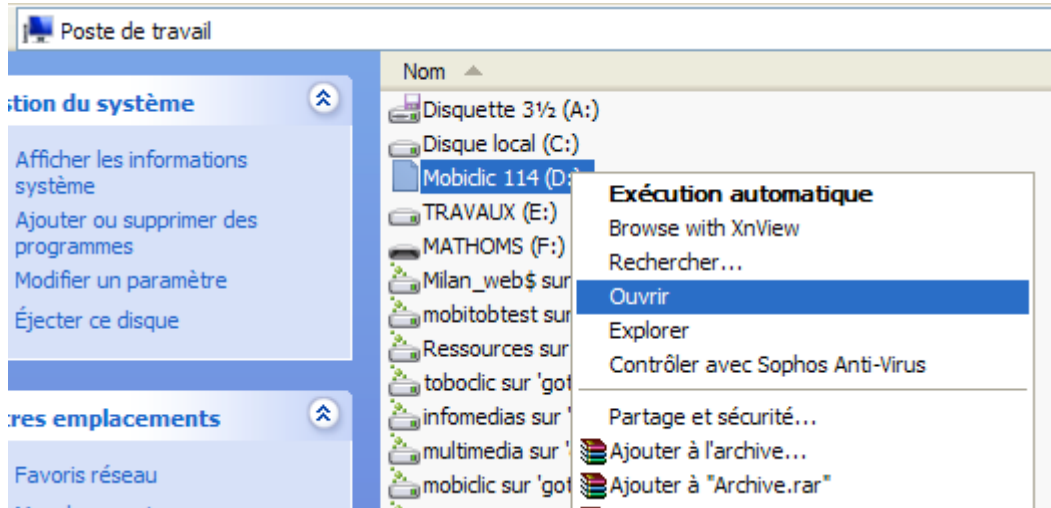 Poste de travail
stion du système
Afficher les informations
système
Ajouter ou supprimer des
programmes
Modifier un paramètre
Éjecter ce disque
tres emplacements
Favoris réseau
Nom
Disquette 3½ (A:)
Disque local (C:)
Mobiclic 114 (D:)
TRAVAUX (E:)
MATHOMS (F:)
Milan_web$ sur
mobitobtest sur
Ressources sur
toboclic sur 'got
infomedias sur '
multimedia sur '
mobiclic sur 'got
Exécution automatique
Browse with XnView
Rechercher...
Ouvrir
Explorer
Contrôler avec Sophos Anti-Virus
Partage et sécurité...
Ajouter à l'archive...
Ajouter à "Archive.rar"